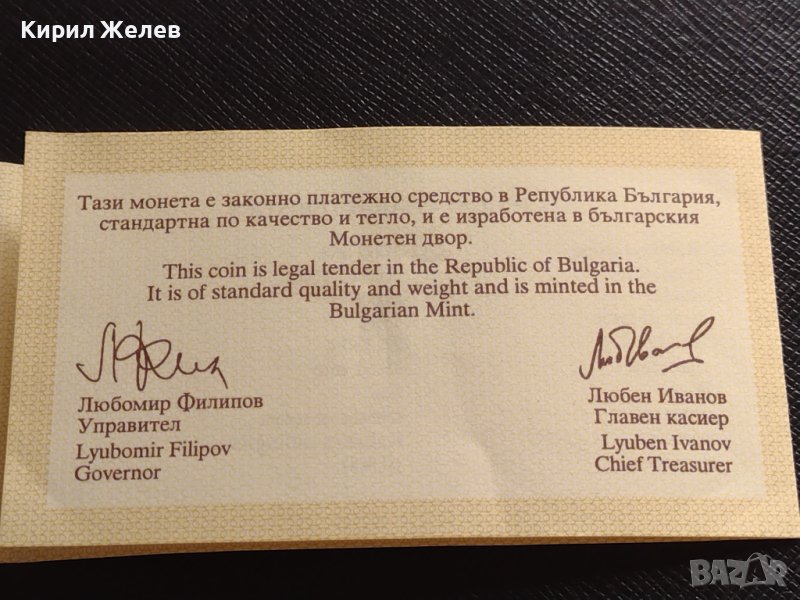 Кирил Желев
Тази монета е законно платежно средство в Република България,
стандартна по качество и тегло, и е изработена в българския
Монетен двор.
This coin is legal tender in the Republic of Bulgaria.
It is of standard quality and weight and is minted in the
Bulgarian Mint.
Любомир Филипов
Управител
Lyubomir Filipov
Governor
Любен Иванов
Главен касиер
Lyuben Ivanov
Chief Treasurer
BAZAR